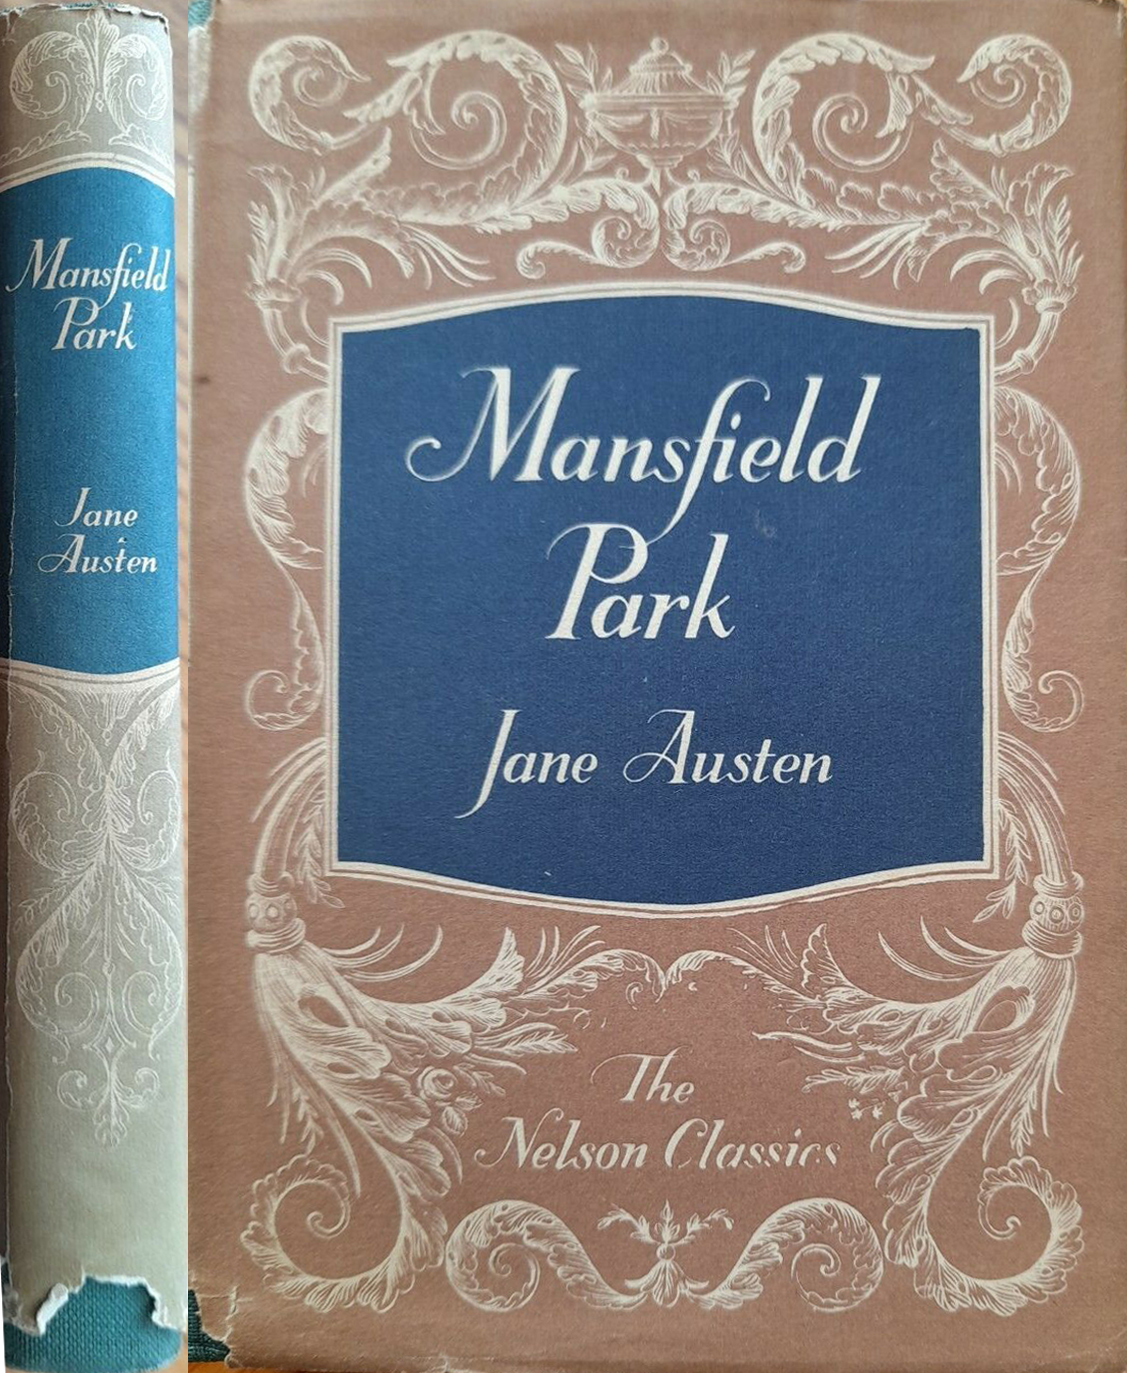 Mansfield
Park
Jane
Austen
Mansfield
Park
Jane Austen
The
Nelson Classics